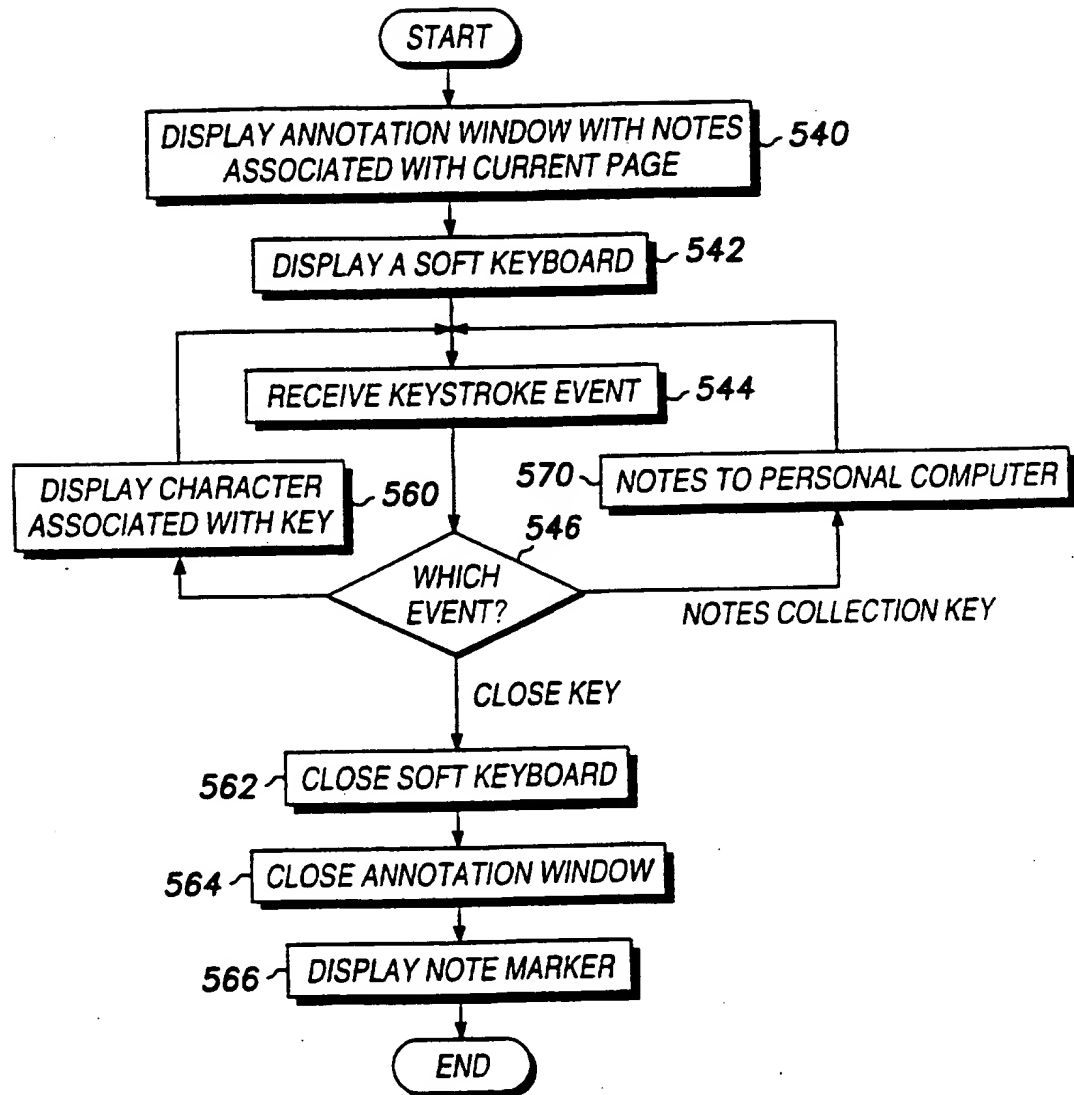 START
DISPLAY ANNOTATION WINDOW WITH NOTES
ASSOCIATED WITH CURRENT PAGE
540
DISPLAY A SOFT KEYBOARD
542
RECEIVE KEYSTROKE EVENT
544
DISPLAY CHARACTER
ASSOCIATED WITH KEY
560
570
NOTES TO PERSONAL COMPUTER
546
WHICH
EVENT?
NOTES COLLECTION KEY
CLOSE KEY
562
CLOSE SOFT KEYBOARD
564
CLOSE ANNOTATION WINDOW
566
DISPLAY NOTE MARKER
END